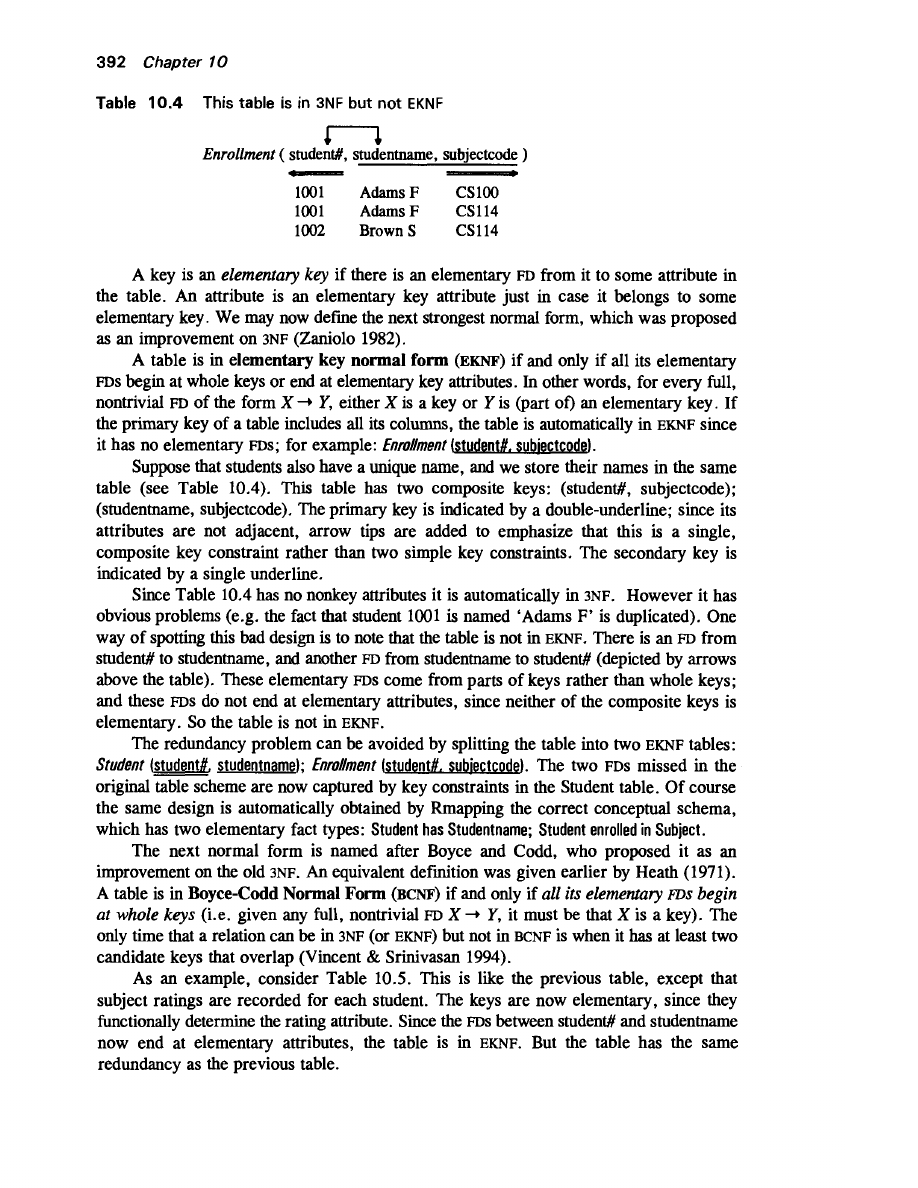 392 Chapter 10
Table 10.4 This table is in 3NF but not EKNF
Enrollment ( student#, studentname, subjectcode )
1001 Adams F CS100
1001 Adams F CS114
1002 Brown S CS114
A key is an elementary key if there is an elementary FD from it to some attribute in
the table. An attribute is an elementary key attribute just in case it belongs to some
elementary key. We may now define the next strongest normal form, which was proposed
as an improvement on 3NF (Zaniolo 1982).
A table is in elementary key normal form (EKNF) if and only if all its elementary
FDs begin at whole keys or end at elementary key attributes. In other words, for every full,
nontrivial FD of the form X → Y, either X is a key or Y is (part of) an elementary key. If
the primary key of a table includes all its columns, the table is automatically in EKNF since
it has no elementary FDs; for example: Enrollment (student#, subjectcode).
Suppose that students also have a unique name, and we store their names in the same
table (see Table 10.4). This table has two composite keys: (student#, subjectcode);
(studentname, subjectcode). The primary key is indicated by a double-underline; since its
attributes are not adjacent, arrow tips are added to emphasize that this is a single,
composite key constraint rather than two simple key constraints. The secondary key is
indicated by a single underline.
Since Table 10.4 has no nonkey attributes it is automatically in 3NF. However it has
obvious problems (e.g. the fact that student 1001 is named ‘Adams F’ is duplicated). One
way of spotting this bad design is to note that the table is not in EKNF. There is an FD from
student# to studentname, and another FD from studentname to student# (depicted by arrows
above the table). These elementary FDs come from parts of keys rather than whole keys;
and these FDs do not end at elementary attributes, since neither of the composite keys is
elementary. So the table is not in EKNF.
The redundancy problem can be avoided by splitting the table into two EKNF tables:
Student (student#, studentname); Enrollment (student#, subjectcode). The two FDs missed in the
original table scheme are now captured by key constraints in the Student table. Of course
the same design is automatically obtained by Rmapping the correct conceptual schema,
which has two elementary fact types: Student has Studentname; Student enrolled in Subject.
The next normal form is named after Boyce and Codd, who proposed it as an
improvement on the old 3NF. An equivalent definition was given earlier by Heath (1971).
A table is in Boyce-Codd Normal Form (BCNF) if and only if all its elementary FDs begin
at whole keys (i.e. given any full, nontrivial FD X → Y, it must be that X is a key). The
only time that a relation can be in 3NF (or EKNF) but not in BCNF is when it has at least two
candidate keys that overlap (Vincent & Srinivasan 1994).
As an example, consider Table 10.5. This is like the previous table, except that
subject ratings are recorded for each student. The keys are now elementary, since they
functionally determine the rating attribute. Since the FDs between student# and studentname
now end at elementary attributes, the table is in EKNF. But the table has the same
redundancy as the previous table.